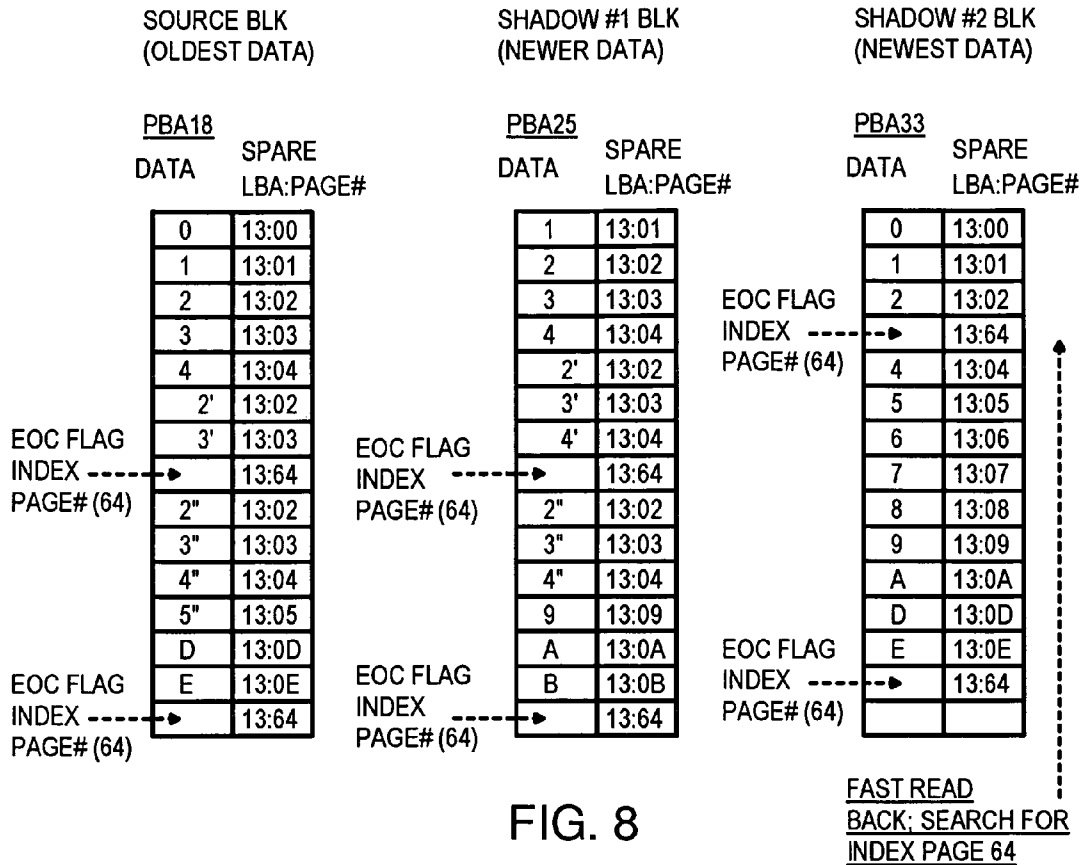 SOURCE BLK
(OLDEST DATA)
SHADOW #1 BLK
(NEWER DATA)
SHADOW #2 BLK
(NEWEST DATA)
PBA18
DATA
SPARE
LBA:PAGE#
0 13:00
1 13:01
2 13:02
3 13:03
4 13:04
2' 13:02
3' 13:03
13:64
2" 13:02
3" 13:03
4" 13:04
5" 13:05
D 13:0D
E 13:0E
13:64
EOC FLAG
INDEX
PAGE# (64)
EOC FLAG
INDEX
PAGE# (64)
PBA25
DATA
SPARE
LBA:PAGE#
1 13:01
2 13:02
3 13:03
4 13:04
2' 13:02
3' 13:03
4' 13:04
13:64
2" 13:02
3" 13:03
4" 13:04
9 13:09
A 13:0A
B 13:0B
13:64
EOC FLAG
INDEX
PAGE# (64)
EOC FLAG
INDEX
PAGE# (64)
PBA33
DATA
SPARE
LBA:PAGE#
0 13:00
1 13:01
2 13:02
13:64
4 13:04
5 13:05
6 13:06
7 13:07
8 13:08
9 13:09
A 13:0A
D 13:0D
E 13:0E
13:64
EOC FLAG
INDEX
PAGE# (64)
EOC FLAG
INDEX
PAGE# (64)
FAST READ
BACK; SEARCH FOR
INDEX PAGE 64
FIG. 8